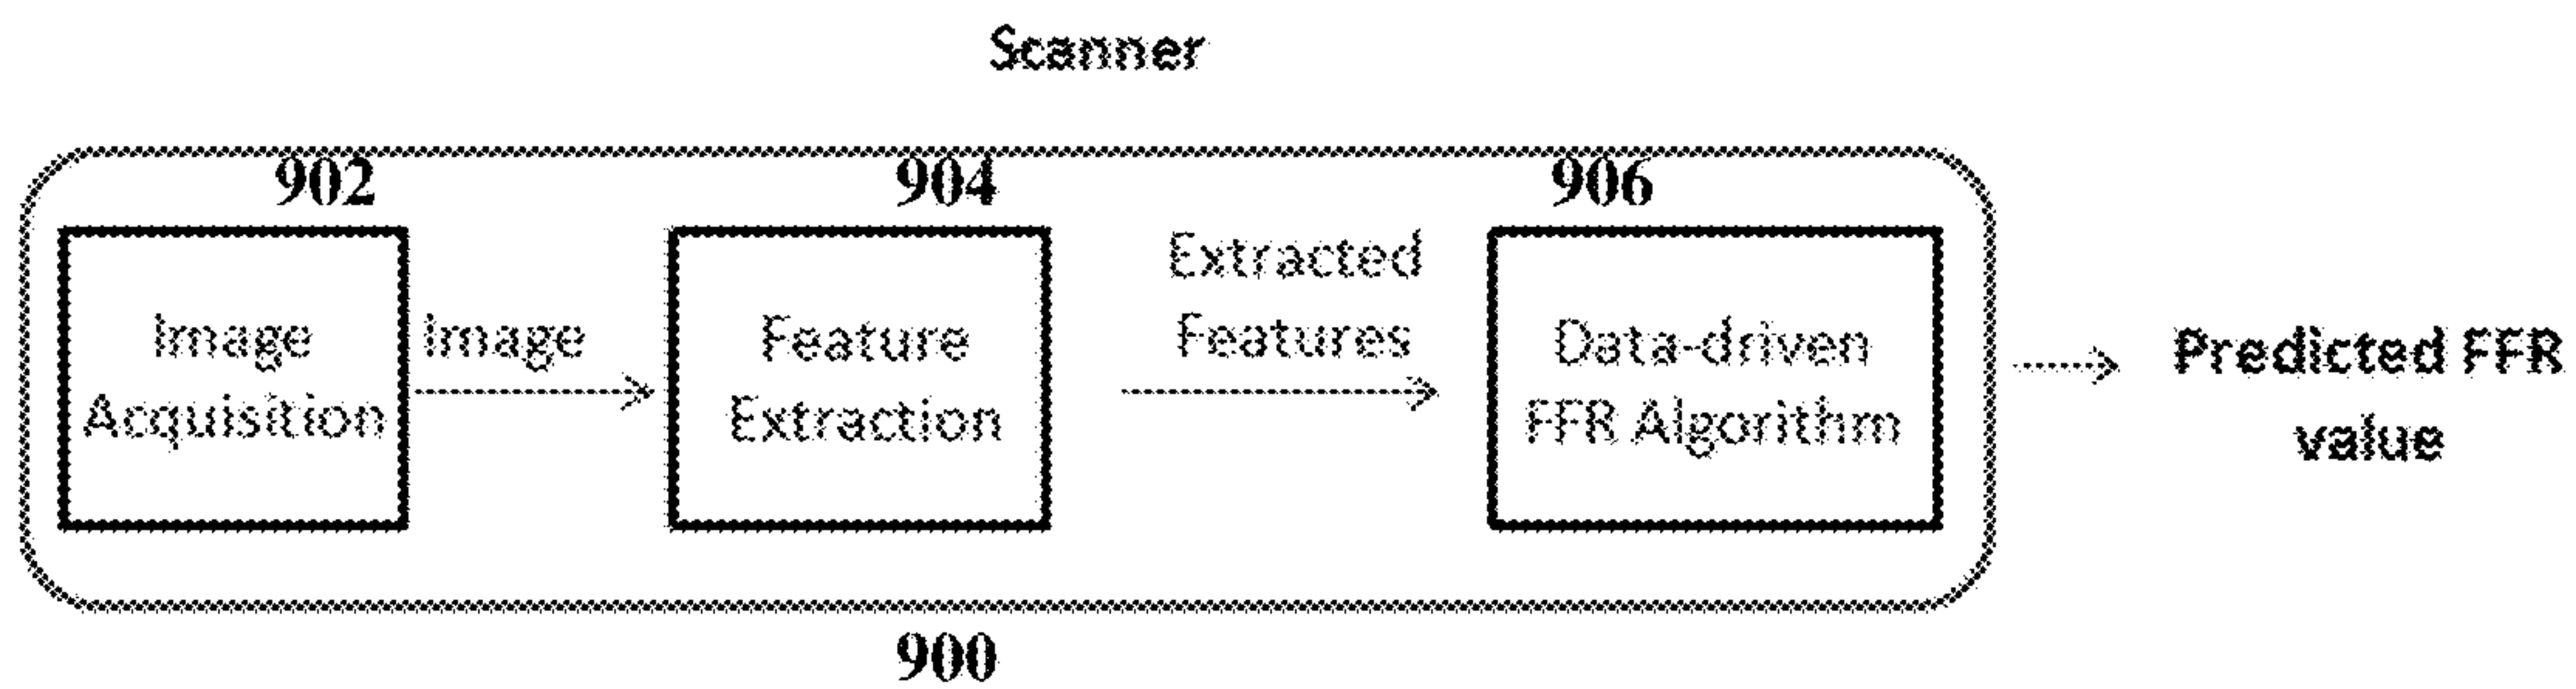 Scanner
902
904
906
Image
Acquisition
Image
Feature
Extraction
Extracted
Features
Data-driven
FFR Algorithm
Predicted FFR
value
900